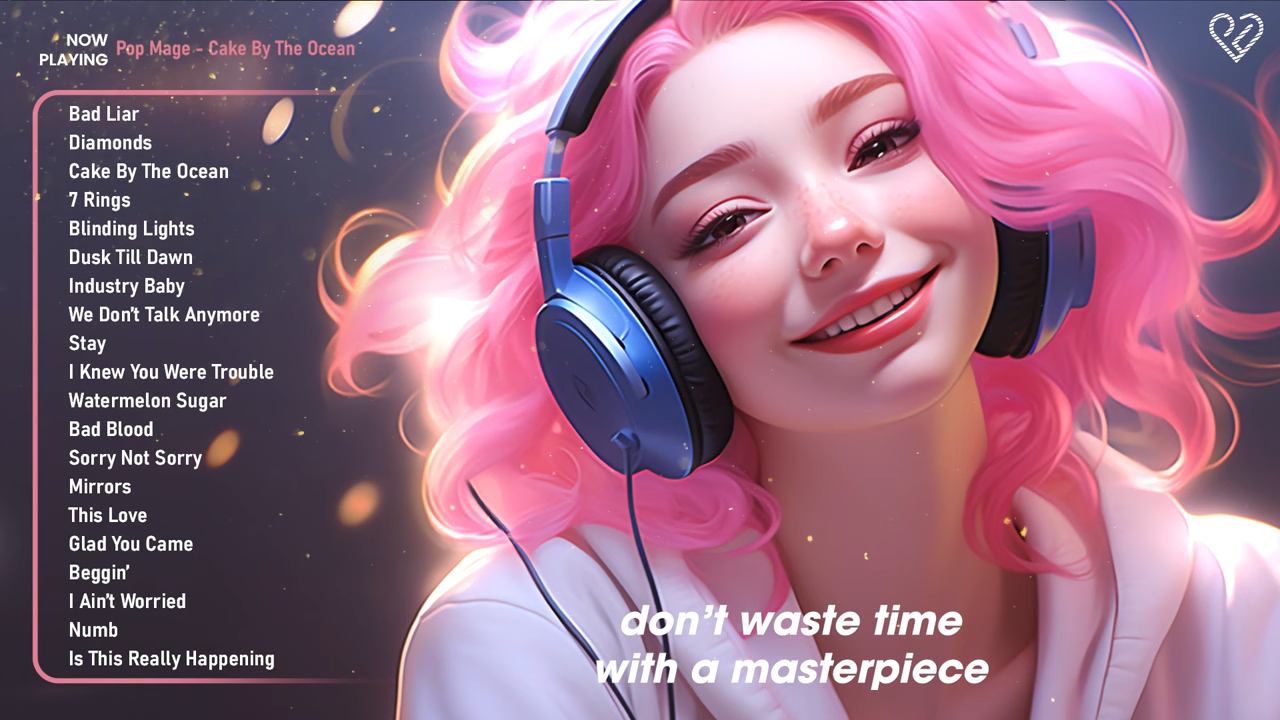 NOW
PLAYING
Pop Mage - Cake By The Ocean
Bad Liar
Diamonds
Cake By The Ocean
7 Rings
Blinding Lights
Dusk Till Dawn
Industry Baby
We Don't Talk Anymore
Stay
I Knew You Were Trouble
Watermelon Sugar
Bad Blood
Sorry Not Sorry
Mirrors
This Love
Glad You Came
Beggin'
I Ain't Worried
Numb
Is This Really Happening
don't waste time
with a masterpiece